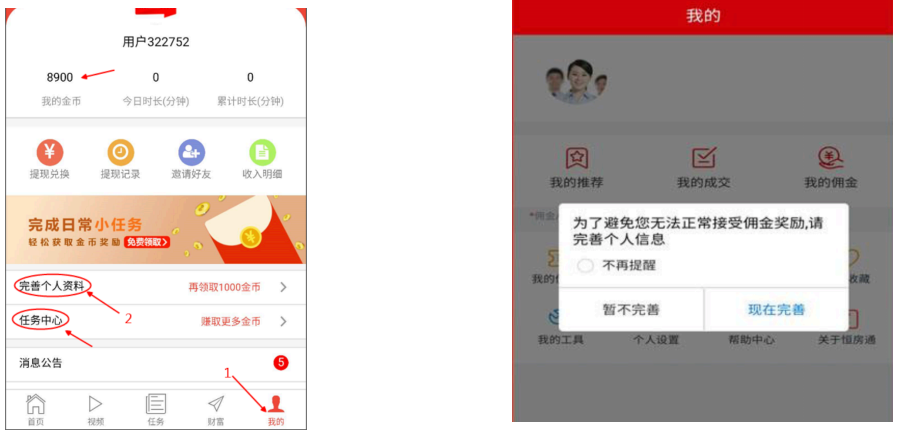 用户322752
8900
0
0
我的金币
今日时长(分钟)
累计时长(分钟)
提现兑换
提现记录
邀请好友
收入明细
完成日常小任务
轻松获取金币奖励 免费领取>
完善个人资料
再领取1000金币
2
任务中心
赚取更多金币
消息公告
5
1
首页
视频
任务
财富
我的
我的
我的推荐
我的成交
我的佣金
为了避免您无法正常接受佣金奖励,请
完善个人信息
不再提醒
暂不完善
现在完善
我的
收藏
我的工具
个人设置
帮助中心
关于恒房通